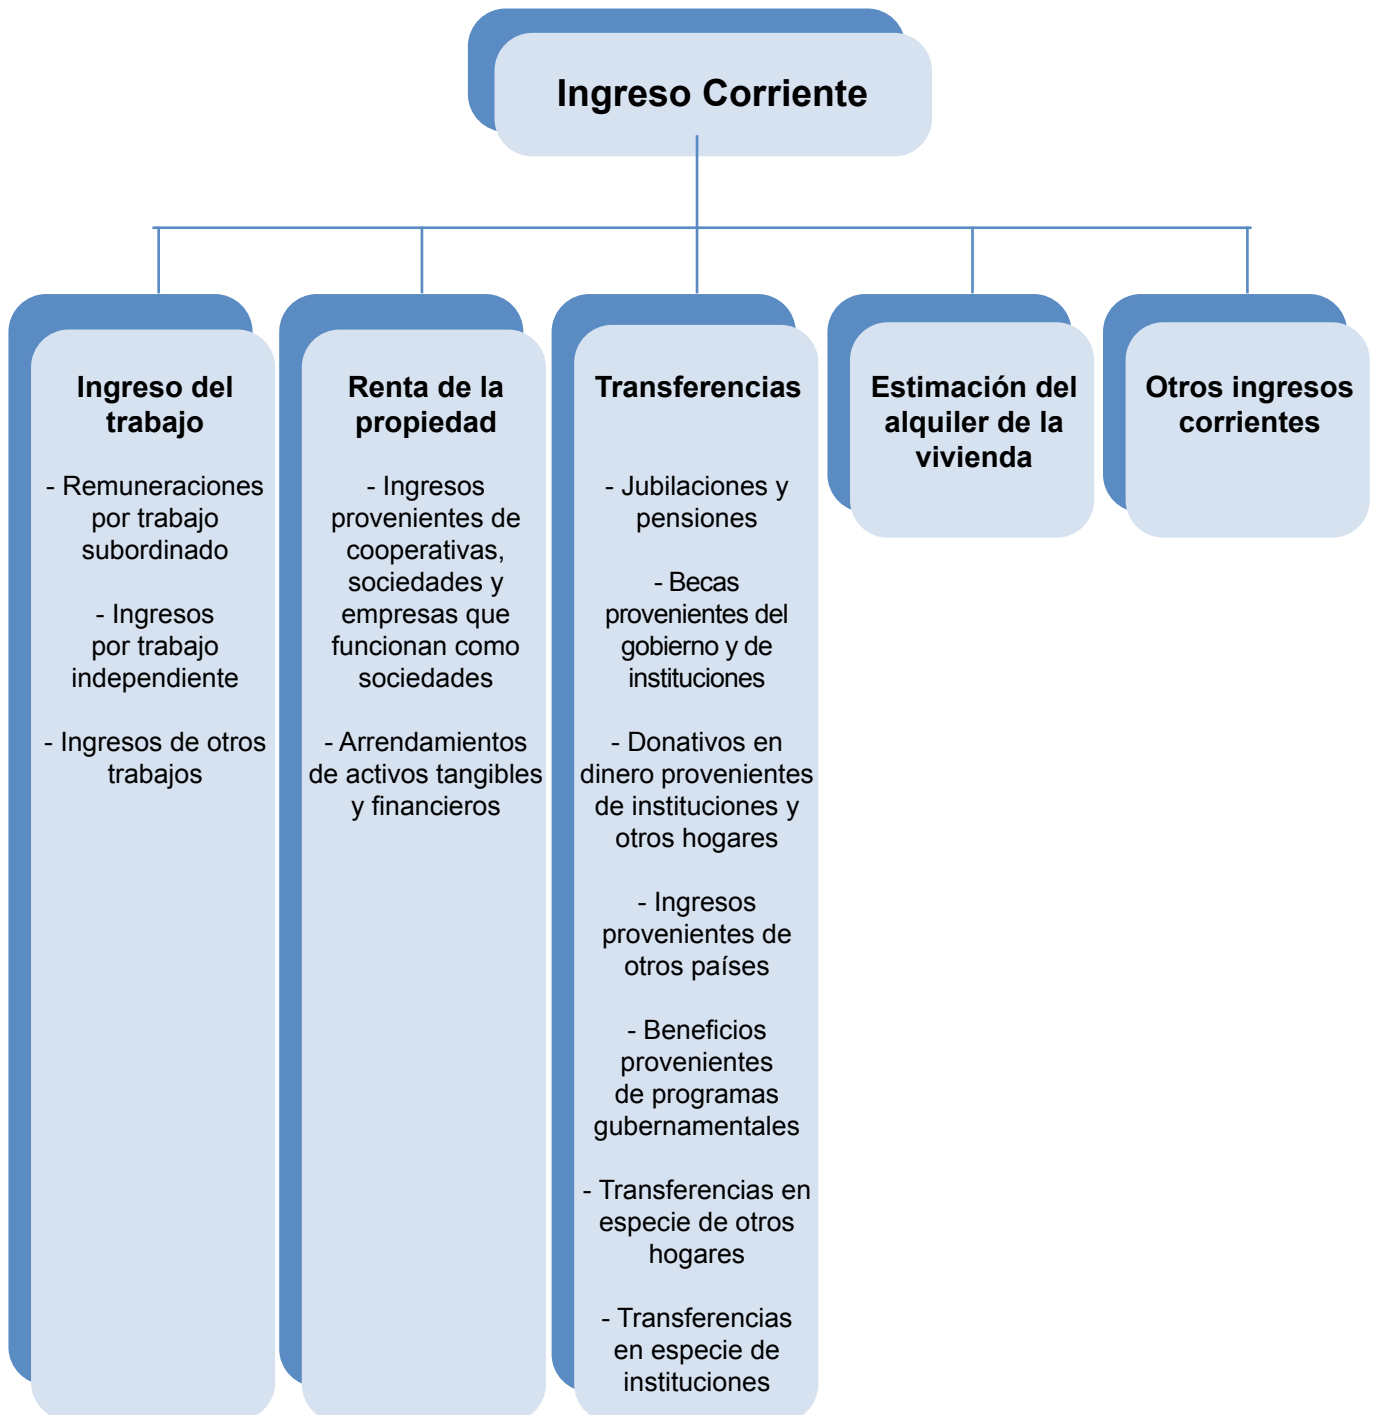 Ingreso Corriente
Ingreso del
trabajo
- Remuneraciones
por trabajo
subordinado
- Ingresos
por trabajo
independiente
- Ingresos de otros
trabajos
Renta de la
propiedad
- Ingresos
provenientes de
cooperativas,
sociedades y
empresas que
funcionan como
sociedades
- Arrendamientos
de activos tangibles
y financieros
Transferencias
- Jubilaciones y
pensiones
- Becas
provenientes del
gobierno y de
instituciones
- Donativos en
dinero provenientes
de instituciones y
otros hogares
- Ingresos
provenientes de
otros países
- Beneficios
provenientes
de programas
gubernamentales
- Transferencias en
especie de otros
hogares
- Transferencias
en especie de
instituciones
Estimación del
alquiler de la
vivienda
Otros ingresos
corrientes